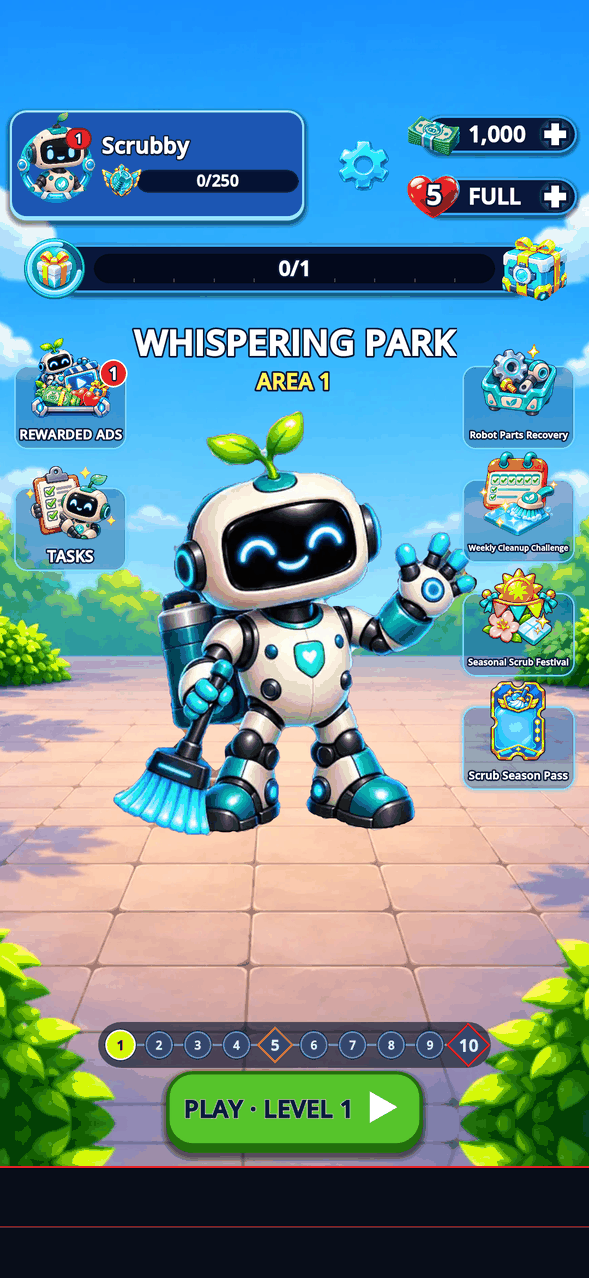 1
Scrubby
0/250
1,000
5 FULL
0/1
WHISPERING PARK
AREA 1
1
REWARDED ADS
Robot Parts Recovery
TASKS
Weekly Cleanup Challenge
Seasonal Scrub Festival
Scrub Season Pass
1 2 3 4 5 6 7 8 9 10
PLAY · LEVEL 1